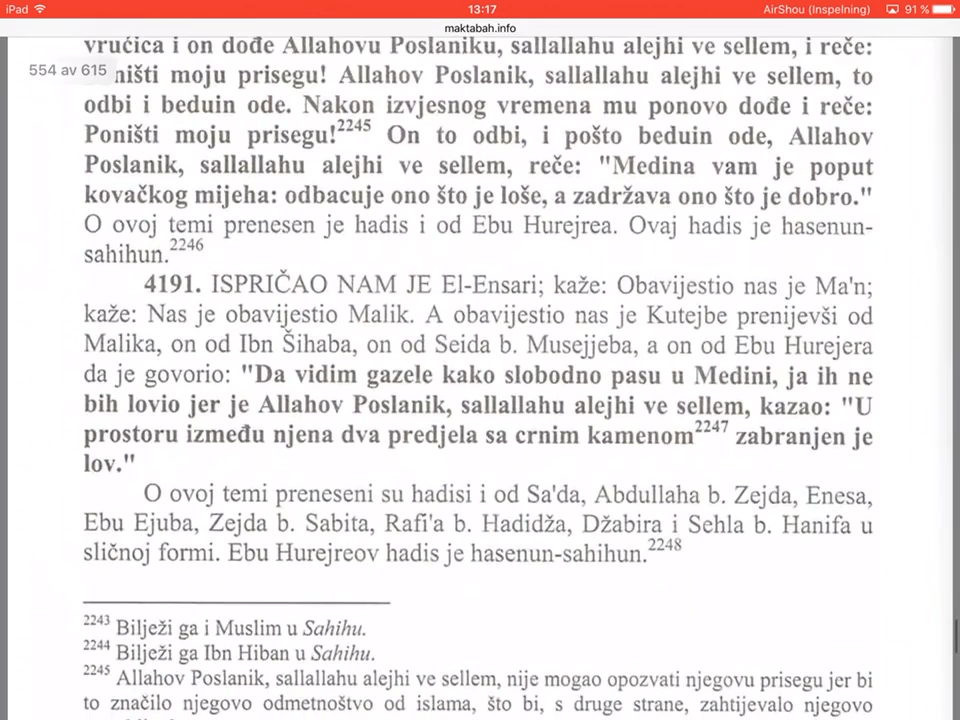 iPad 13:17 AirShou (Inspelning) 91 %
maktabah.info
vrućica i on dođe Allahovu Poslaniku, sallallahu alejhi ve sellem, i reče:
554 av 615
ništi moju prisegu! Allahov Poslanik, sallallahu alejhi ve sellem, to
odbi i beduin ode. Nakon izvjesnog vremena mu ponovo dođe i reče:
Poništi moju prisegu!2245 On to odbi, i pošto beduin ode, Allahov
Poslanik, sallallahu alejhi ve sellem, reče: "Medina vam je poput
kovačkog mijeha: odbacuje ono što je loše, a zadržava ono što je dobro."
O ovoj temi prenesen je hadis i od Ebu Hurejrea. Ovaj hadis je hasenun-
sahihun.2246
4191. ISPRIČAO NAM JE El-Ensari; kaže: Obavijestio nas je Ma'n;
kaže: Nas je obavijestio Malik. A obavijestio nas je Kutejbe prenijevši od
Malika, on od Ibn Šihaba, on od Seida b. Musejjeba, a on od Ebu Hurejera
da je govorio: "Da vidim gazele kako slobodno pasu u Medini, ja ih ne
bih lovio jer je Allahov Poslanik, sallallahu alejhi ve sellem, kazao: "U
prostoru između njena dva predjela sa crnim kamenom2247 zabranjen je
lov."
O ovoj temi preneseni su hadisi i od Sa'da, Abdullaha b. Zejda, Enesa,
Ebu Ejuba, Zejda b. Sabita, Rafi'a b. Hadidža, Džabira i Sehla b. Hanifa u
sličnoj formi. Ebu Hurejreov hadis je hasenun-sahihun.2248
2243 Bilježi ga i Muslim u Sahihu.
2244 Bilježi ga Ibn Hiban u Sahihu.
2245 Allahov Poslanik, sallallahu alejhi ve sellem, nije mogao opozvati njegovu prisegu jer bi
to značilo njegovo odmetnoštvo od islama, što bi, s druge strane, zahtijevalo njegovo